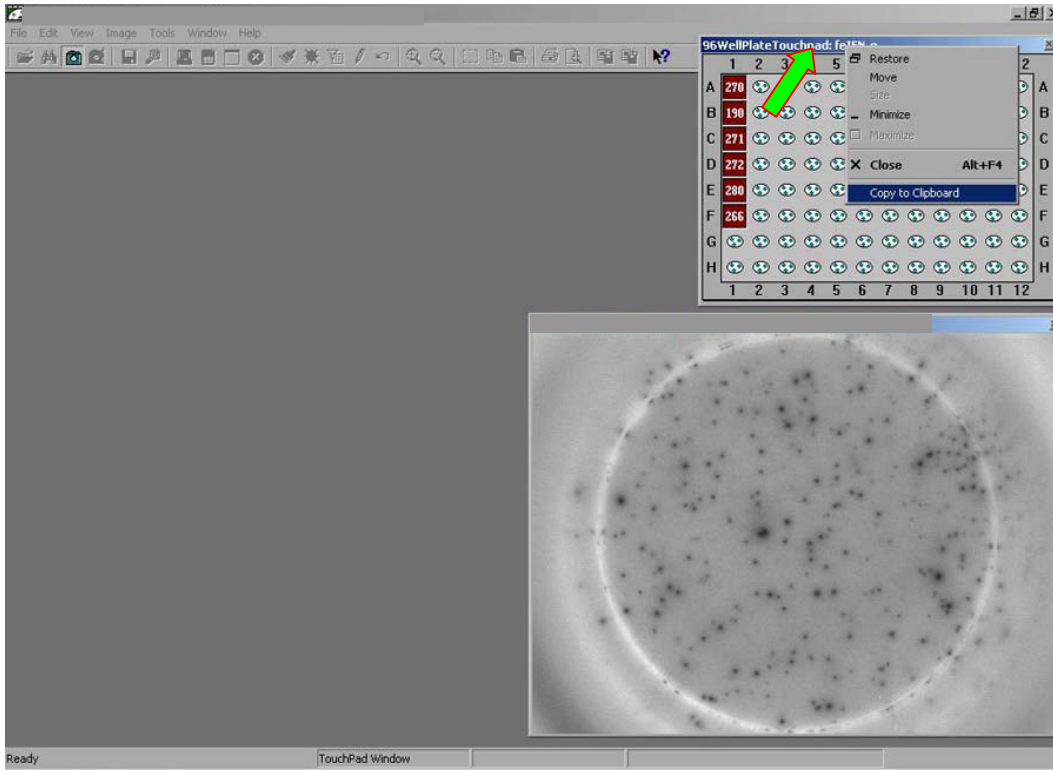 File Edit View Image Tools Window Help
96WellPlateTouchpad: feIFN-g
1 2 3 5 2
A 270 A
B 190 B
C 271 C
D 272 D
E 280 E
F 266 F
G G
H H
1 2 3 4 5 6 7 8 9 10 11 12
Restore
Move
Size
Minimize
Maximize
Close Alt+F4
Copy to Clipboard
Ready TouchPad Window